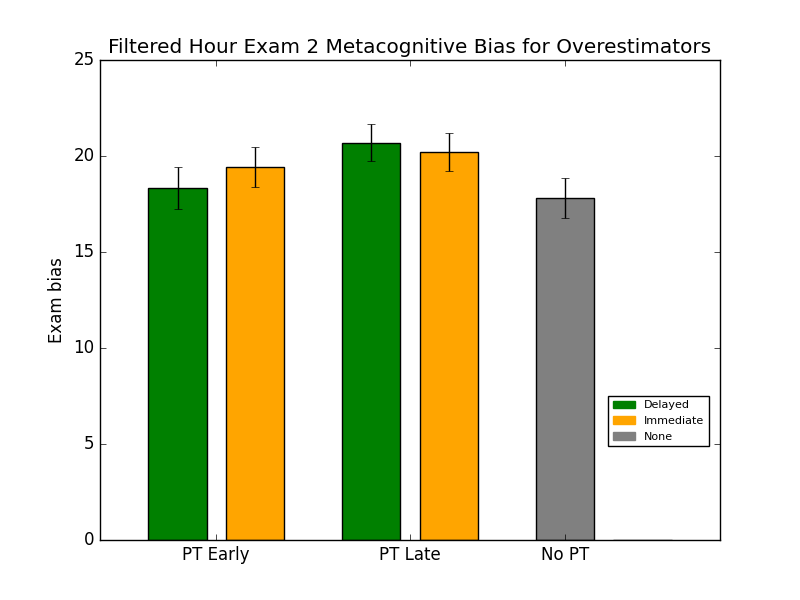 Filtered Hour Exam 2 Metacognitive Bias for Overestimators
25
20
15
10
5
0
Exam bias
Delayed
Immediate
None
PT Early PT Late No PT